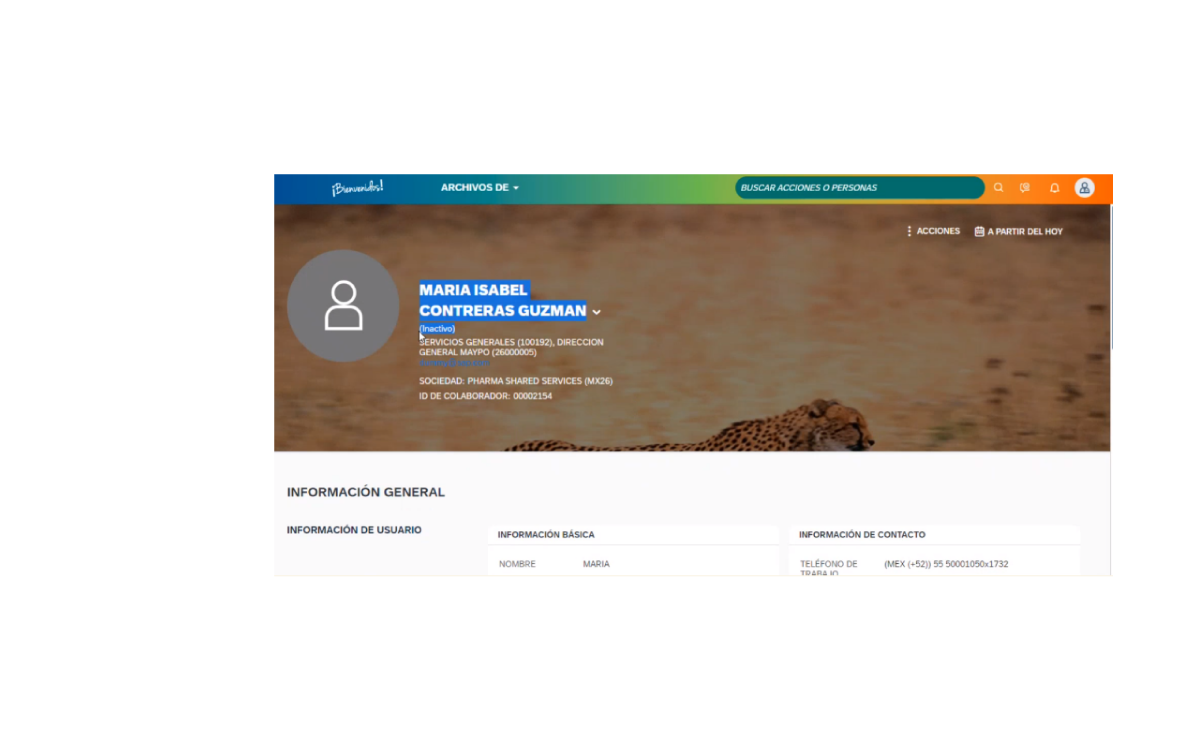 ¡Bienvenidos!
ARCHIVOS DE
BUSCAR ACCIONES O PERSONAS
ACCIONES
A PARTIR DEL HOY
MARIA ISABEL
CONTRERAS GUZMAN
(Inactivo)
SERVICIOS GENERALES (100192), DIRECCION
GENERAL MAYPO (26000005)
SOCIEDAD: PHARMA SHARED SERVICES (MX26)
ID DE COLABORADOR: 00002154
INFORMACIÓN GENERAL
INFORMACIÓN DE USUARIO
INFORMACIÓN BÁSICA
NOMBRE MARIA
INFORMACIÓN DE CONTACTO
TELÉFONO DE (MEX (+52)) 55 50001050x1732
TRABAJO